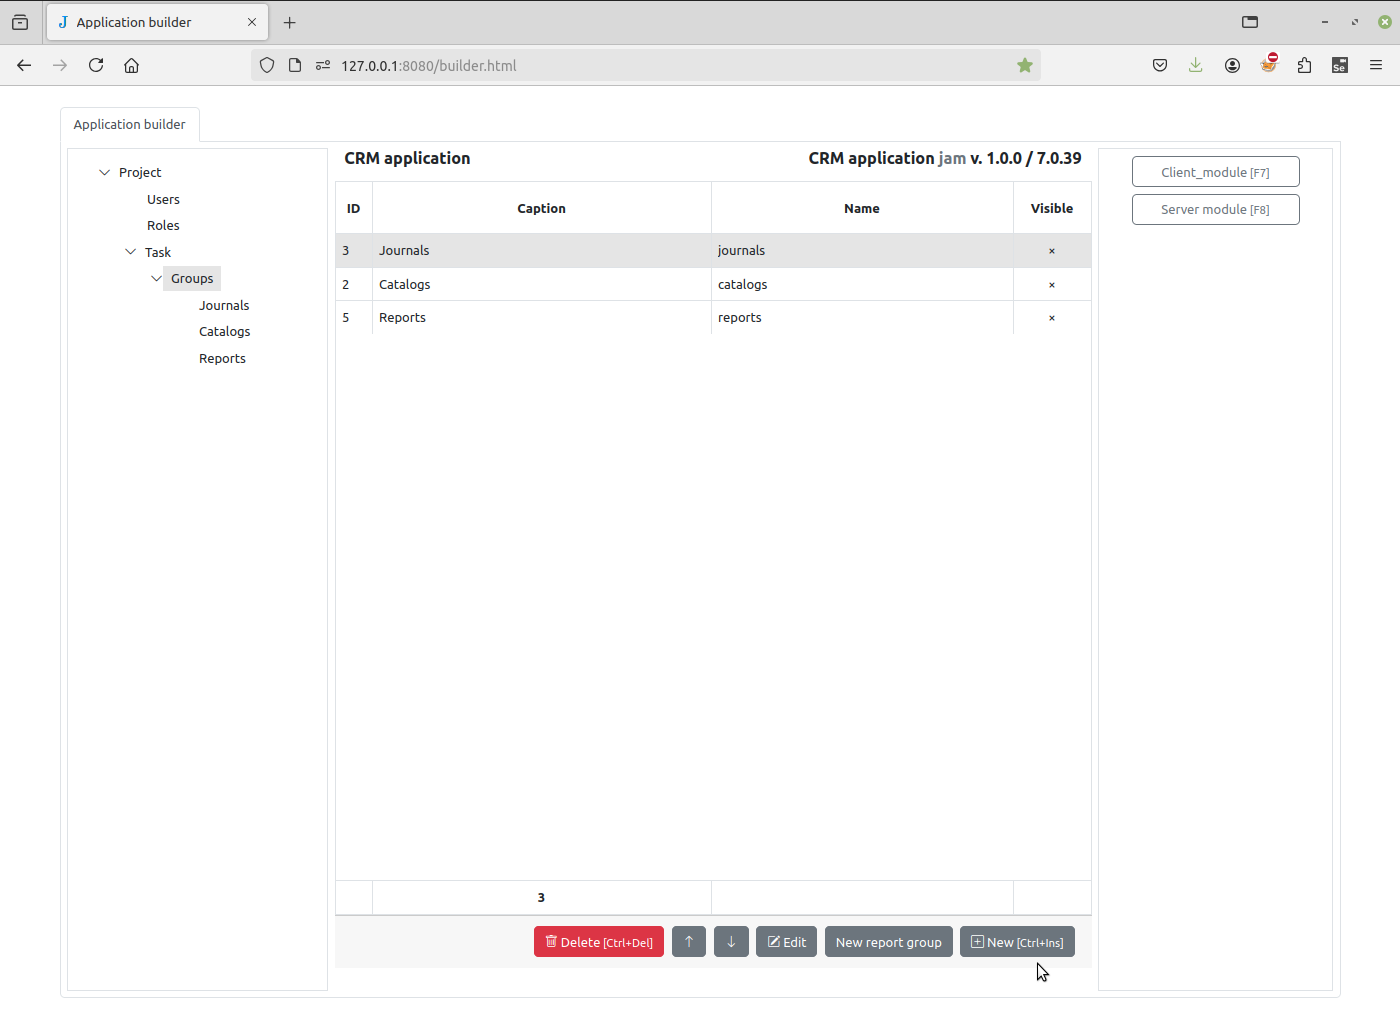 Application builder
127.0.0.1:8080/builder.html
Se
Application builder
Project
Users
Roles
Task
Groups
Journals
Catalogs
Reports
CRM application
CRM application jam v. 1.0.0 / 7.0.39
ID Caption Name Visible
3 Journals journals ×
2 Catalogs catalogs ×
5 Reports reports ×
3
Delete [Ctrl+Del] ↑ ↓ Edit New report group New [Ctrl+Ins]
Client_module [F7]
Server module [F8]